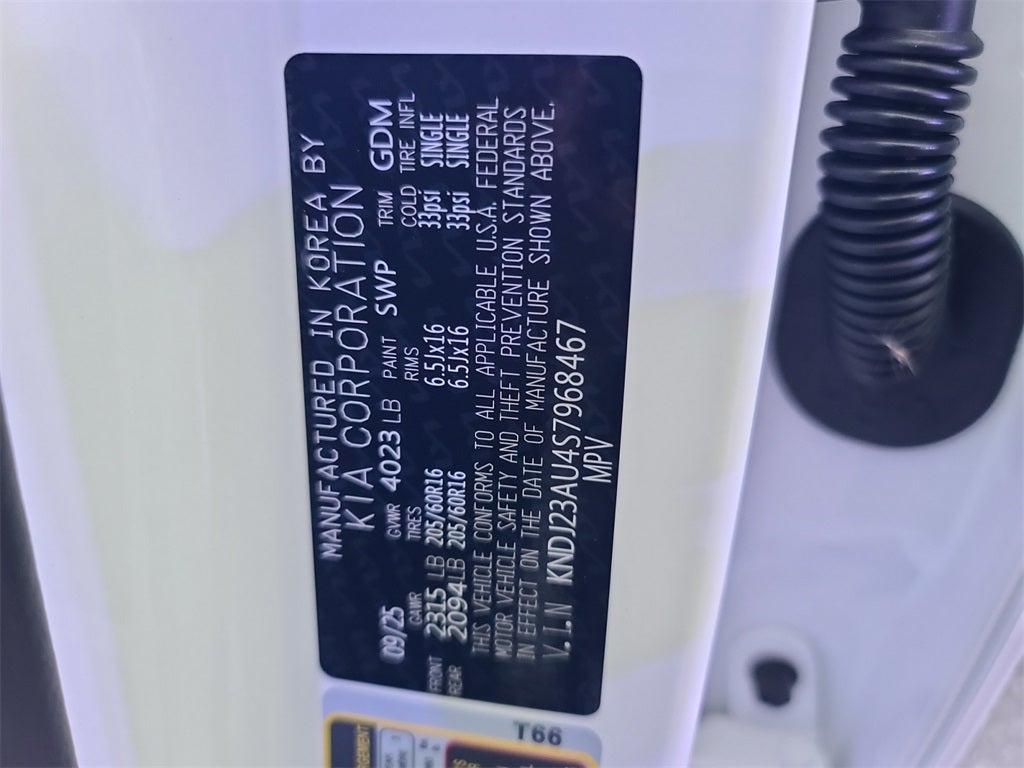 MANUFACTURED IN KOREA BY
KIA CORPORATION
09/25 GVWR 4023 LB PAINT SWP TRIM GDM
GAWR TIRES RIMS COLD TIRE INFL
FRONT 2315 LB 205/60R16 6.5Jx16 33psi SINGLE
REAR 2094 LB 205/60R16 6.5Jx16 33psi SINGLE
THIS VEHICLE CONFORMS TO ALL APPLICABLE U.S.A. FEDERAL
MOTOR VEHICLE SAFETY AND THEFT PREVENTION STANDARDS
IN EFFECT ON THE DATE OF MANUFACTURE SHOWN ABOVE.
V.I.N KNDJ23AU4S7968467
MPV
T66